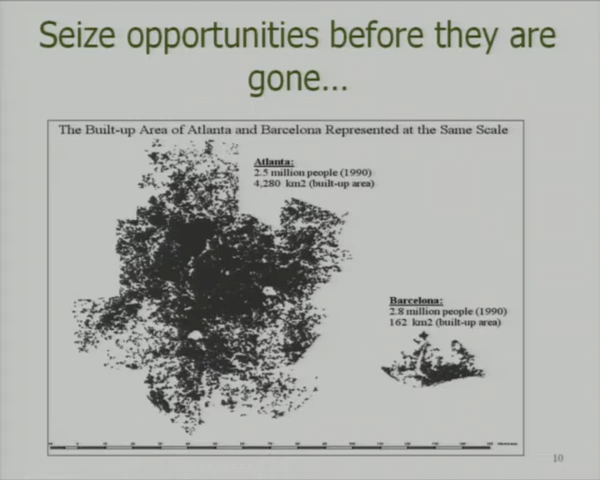 Seize opportunities before they are
gone...
The Built-up Area of Atlanta and Barcelona Represented at the Same Scale
Atlanta:
2.5 million people (1990)
4,280 km2 (built-up area)
Barcelona:
2.8 million people (1990)
162 km2 (built-up area)
10